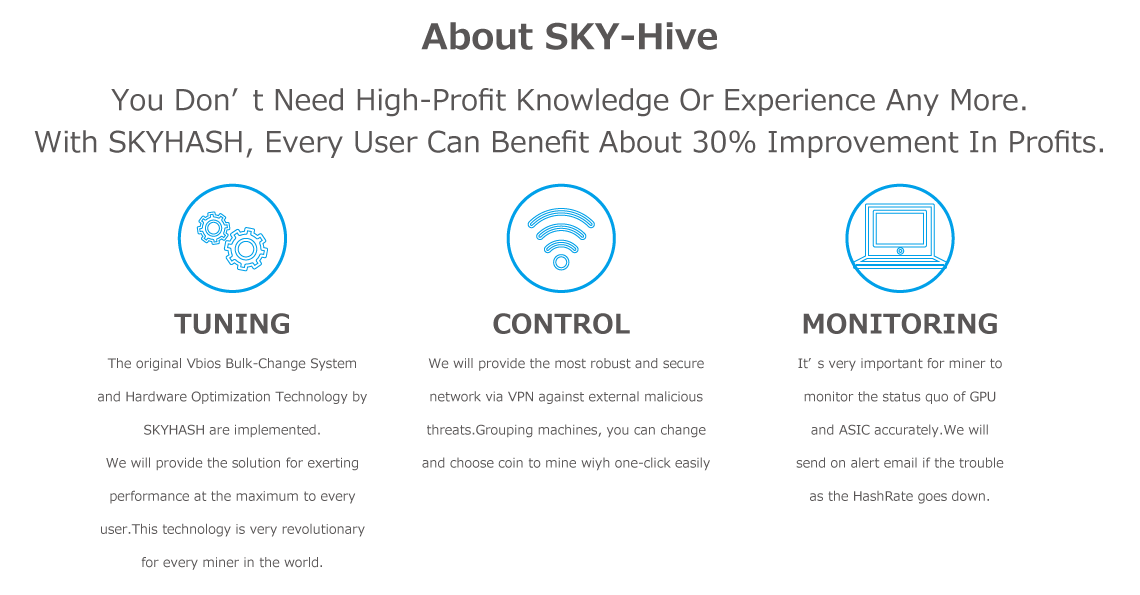 About SKY-Hive
You Don’ t Need High-Profit Knowledge Or Experience Any More.
With SKYHASH, Every User Can Benefit About 30% Improvement In Profits.
TUNING
The original Vbios Bulk-Change System
and Hardware Optimization Technology by
SKYHASH are implemented.
We will provide the solution for exerting
performance at the maximum to every
user.This technology is very revolutionary
for every miner in the world.
CONTROL
We will provide the most robust and secure
network via VPN against external malicious
threats.Grouping machines, you can change
and choose coin to mine wiyh one-click easily
MONITORING
It’ s very important for miner to
monitor the status quo of GPU
and ASIC accurately.We will
send on alert email if the trouble
as the HashRate goes down.